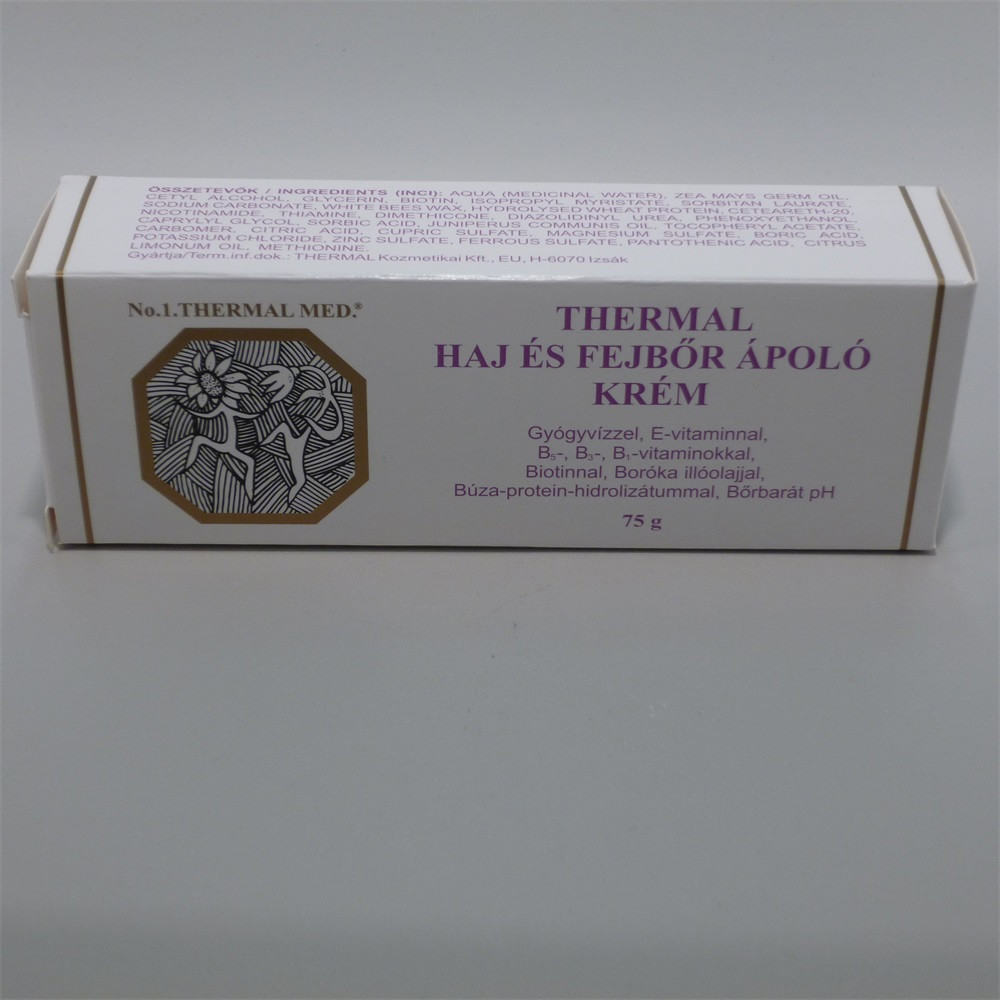 ÖSSZETEVŐK / INGREDIENTS (INCI): AQUA (MEDICINAL WATER), ZEA MAYS GERM OIL,
CETYL ALCOHOL, GLYCERIN, BIOTIN, ISOPROPYL MYRISTATE, SORBITAN LAURATE,
SODIUM CARBONATE, WHITE BEES WAX, HYDROLYSED WHEAT PROTEIN, CETEARETH-20,
NICOTINAMIDE, THIAMINE, DIMETHICONE, DIAZOLIDINYL UREA, PHENOXYETHANOL,
CAPRYLYL GLYCOL SORBIC ACID, JUNIPERUS COMMUNIS OIL, TOCOPHERYL ACETATE,
CARBOMER, CITRIC ACID, CUPRIC SULFATE, MAGNESIUM SULFATE, BORIC ACID,
POTASSIUM CHLORIDE, ZINC SULFATE, FERROUS SULFATE, PANTOTHENIC ACID, CITRUS
LIMONUM OIL, METHIONINE.
Gyártja/Term.inf.dok.: THERMAL Kozmetikai Kft., EU, H-6070 Izsák
No.1.THERMAL MED.®
THERMAL
HAJ ÉS FEJBŐR ÁPOLÓ
KRÉM
Gyógyvízzel, E-vitaminnal,
B₅-, B₃-, B₁-vitaminokkal,
Biotinnal, Boróka illóolajjal,
Búza-protein-hidrolizátummal, Bőrbarát pH
75 g